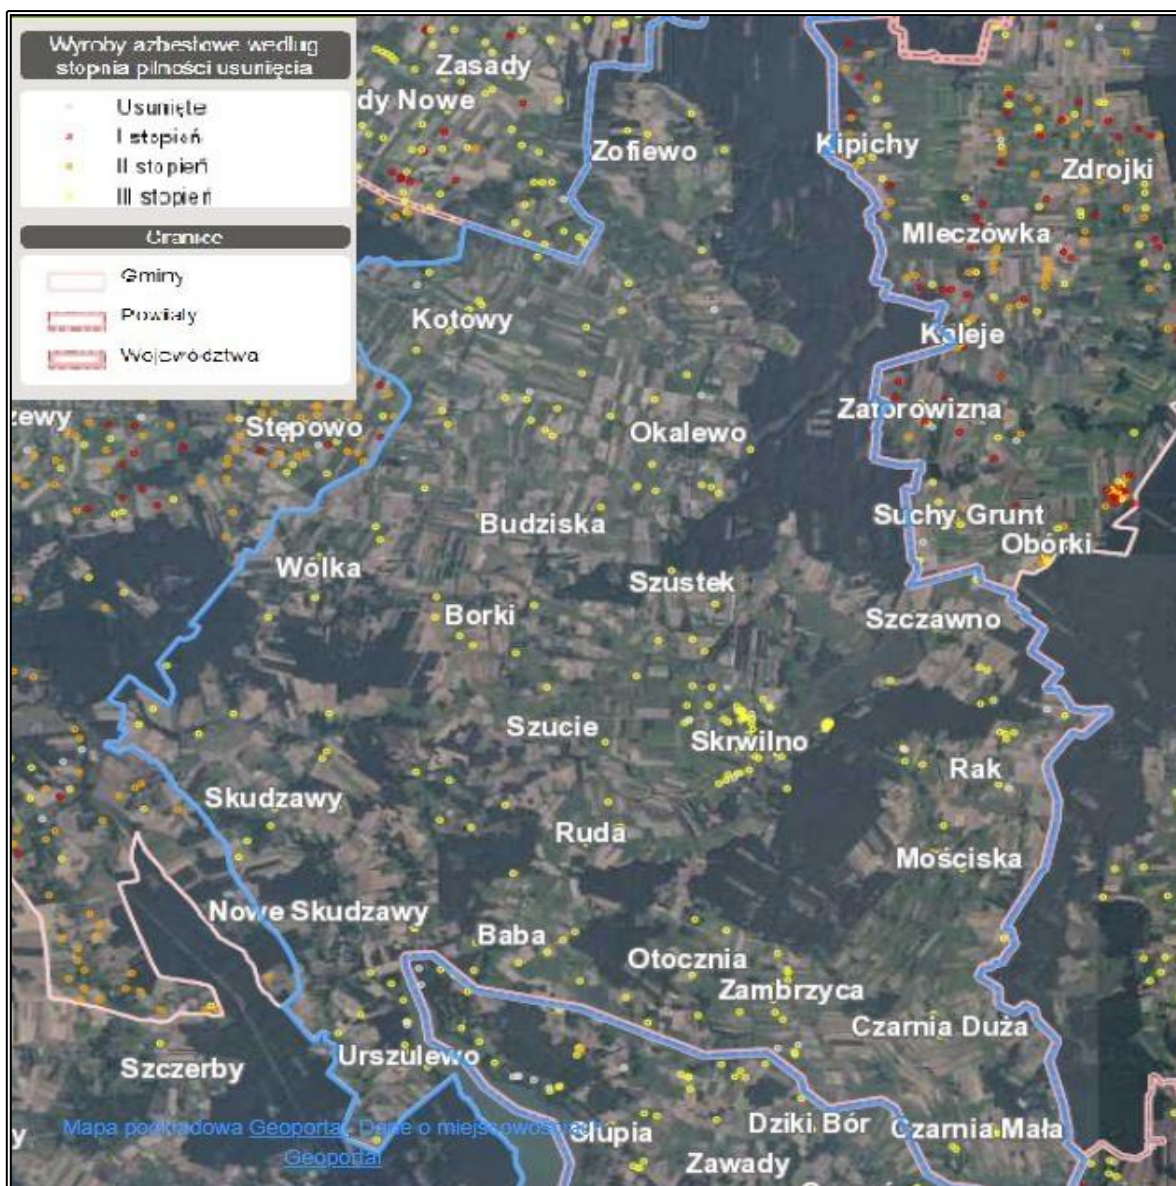 Wyroby azbestowe według
stopnia pilności usunięcia
Usunięte
I stopień
II stopień
III stopień
Granice
Gminy
Powiaty
Województwa
Zasady
dy Nowe
Zofiewo
Kipichy
Zdrojki
Mleczówka
Kotowy
Kaleje
zewy
Stępowo
Okalewo
Zatorowizna
Budziska
Suchy Grunt
Obórki
Wólka
Szustek
Borki
Szczawno
Szucie
Skrwilno
Rak
Skudzawy
Ruda
Mościska
Nowe Skudzawy
Baba
Otocznia
Zambrzyca
Czarnia Duża
Urszulewo
Szczerby
Mapa podkładowa Geoportal, Dane o miejscowościach
Geoportal
y
Słupia
Dziki Bór
Czarnia Mała
Zawady